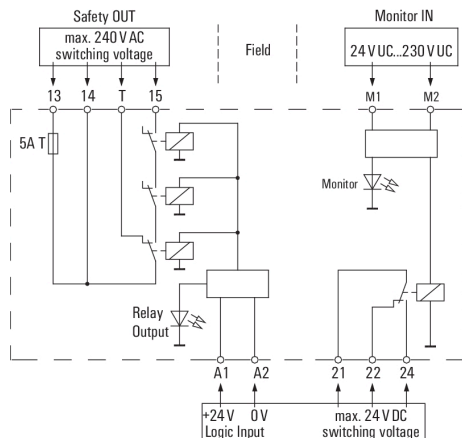 Safety OUT
max. 240 V AC
switching voltage
Field
Monitor IN
24 V UC...230 V UC
13 14 T 15
M1 M2
5A T
Monitor
Relay
Output
A1 A2 21 22 24
+24 V 0 V
Logic Input
max. 24 V DC
switching voltage